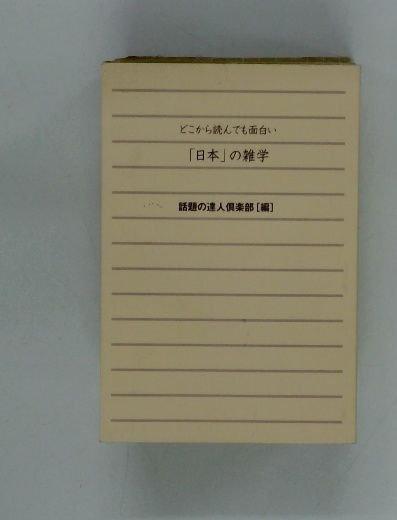 どこから読んでも面白い
「日本」の雑学
話題の達人倶楽部[編]